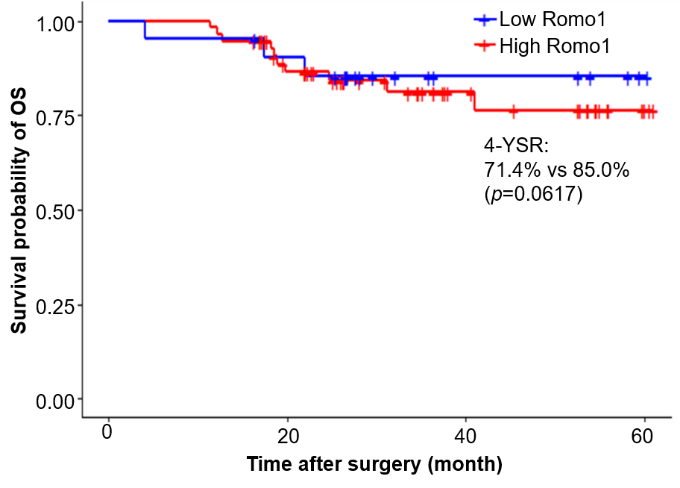 Low Romo1
High Romo1
1.00
0.75
0.50
0.25
0.00
Survival probability of OS
4-YSR:
71.4% vs 85.0%
(p=0.0617)
0 20 40 60
Time after surgery (month)